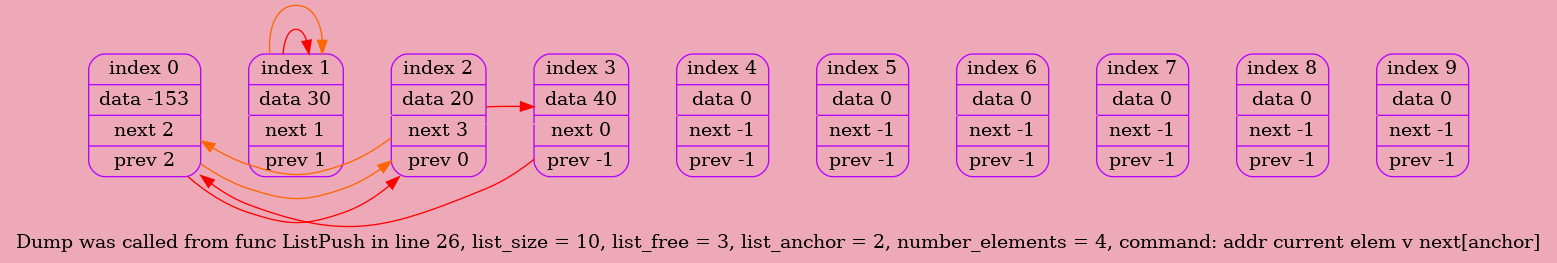 index 0
data -153
next 2
prev 2
index 1
data 30
next 1
prev 1
index 2
data 20
next 3
prev 0
index 3
data 40
next 0
prev -1
index 4
data 0
next -1
prev -1
index 5
data 0
next -1
prev -1
index 6
data 0
next -1
prev -1
index 7
data 0
next -1
prev -1
index 8
data 0
next -1
prev -1
index 9
data 0
next -1
prev -1
Dump was called from func ListPush in line 26, list_size = 10, list_free = 3, list_anchor = 2, number_elements = 4, command: addr current elem v next[anchor]